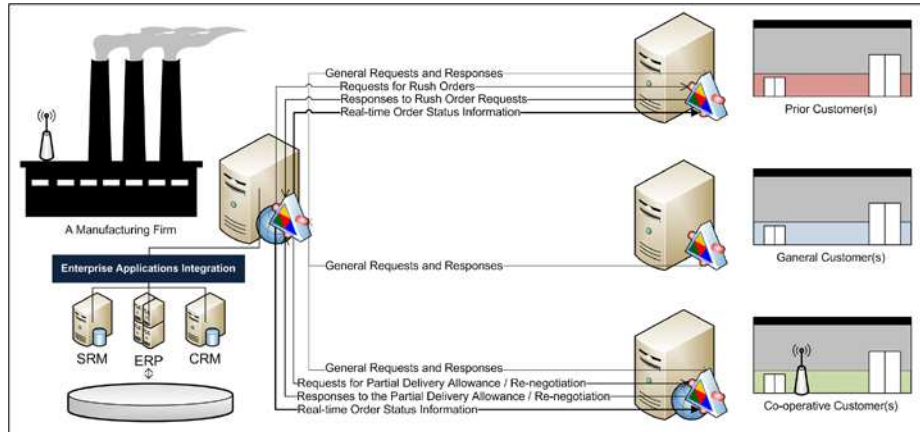 General Requests and Responses
Requests for Rush Orders
Responses to Rush Order Requests
Real-time Order Status Information
Prior Customer(s)
A Manufacturing Firm
Enterprise Applications Integration
General Requests and Responses
Ganeral Customer(s)
SRM
ERP
CRM
General Requests and Responses
Requests for Partial Delivery Allowance / Re-negotiation
Responses to the Partial Delivery Allowance / Re-negotiation
Real-time Order Status Information
Co-operative Customer(s)